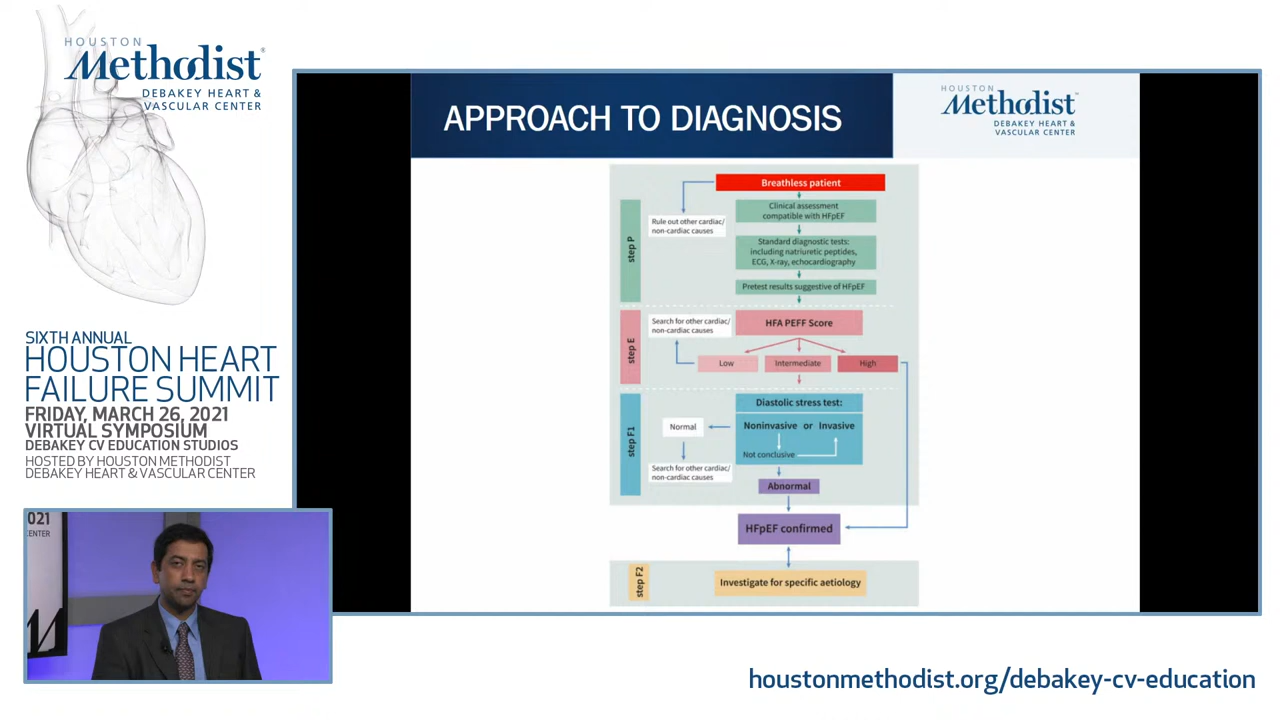 HOUSTON
Methodist®
DEBAKEY HEART &
VASCULAR CENTER
SIXTH ANNUAL
HOUSTON HEART
FAILURE SUMMIT
FRIDAY, MARCH 26, 2021
VIRTUAL SYMPOSIUM
DEBAKEY CV EDUCATION STUDIOS
HOSTED BY HOUSTON METHODIST
DEBAKEY HEART & VASCULAR CENTER
021
CENTER
M
APPROACH TO DIAGNOSIS
HOUSTON
Methodist
DEBAKEY HEART &
VASCULAR CENTER
Breathless patient
step P
Rule out other cardiac/
non-cardiac causes
Clinical assessment
compatible with HFpEF
Standard diagnostic tests:
including natriuretic peptides,
ECG, X-ray, echocardiography
Pretest results suggestive of HFpEF
step E
Search for other cardiac/
non-cardiac causes
HFA PEFF Score
Low
Intermediate
High
step F1
Diastolic stress test:
Normal
Noninvasive or Invasive
Not conclusive
Search for other cardiac/
non-cardiac causes
Abnormal
HFpEF confirmed
step F2
Investigate for specific aetiology
houstonmethodist.org/debakey-cv-education